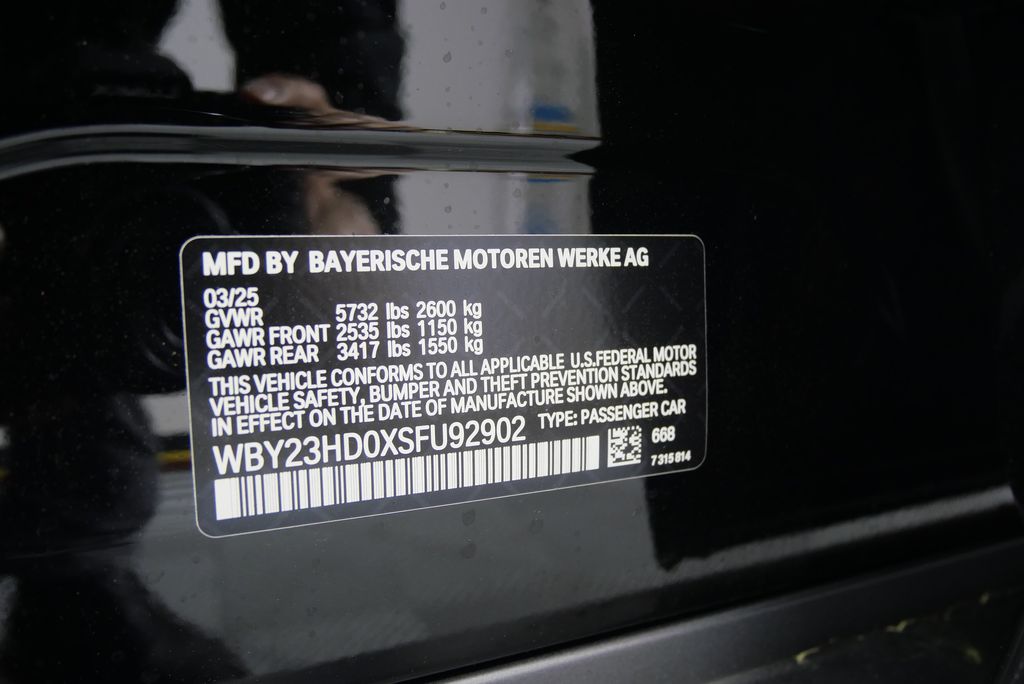 MFD BY BAYERISCHE MOTOREN WERKE AG
03/25
GVWR 5732 lbs 2600 kg
GAWR FRONT 2535 lbs 1150 kg
GAWR REAR 3417 lbs 1550 kg
THIS VEHICLE CONFORMS TO ALL APPLICABLE U.S.FEDERAL MOTOR
VEHICLE SAFETY, BUMPER AND THEFT PREVENTION STANDARDS
IN EFFECT ON THE DATE OF MANUFACTURE SHOWN ABOVE.
WBY23HD0XSFU92902 TYPE: PASSENGER CAR
668
7 315 814